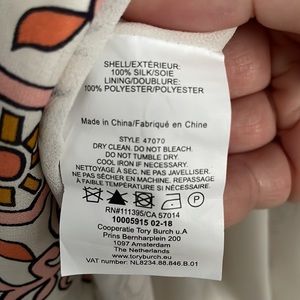 SHELL/EXTÉRIEUR:
100% SILK/SOIE
LINING/DOUBLURE:
100% POLYESTER/POLYESTER
Made in China/Fabriqué en Chine
STYLE 47070
DRY CLEAN. DO NOT BLEACH.
DO NOT TUMBLE DRY.
COOL IRON IF NECESSARY.
NETTOYAGE À SEC. NE PAS JAVELLISER.
NE PAS SÉCHER EN MACHINE. REPASSAGE
À TAIBLE SI NÉCESSAIRE
P
RN#111395/CA 57014
10005915 02-18
Cooperatie Tory Burch u.A
Prins Bernhardplein 200
1097 Amsterdam
The Netherlands
www.toryburch.eu
VAT number: NL8234.88.846.B.01